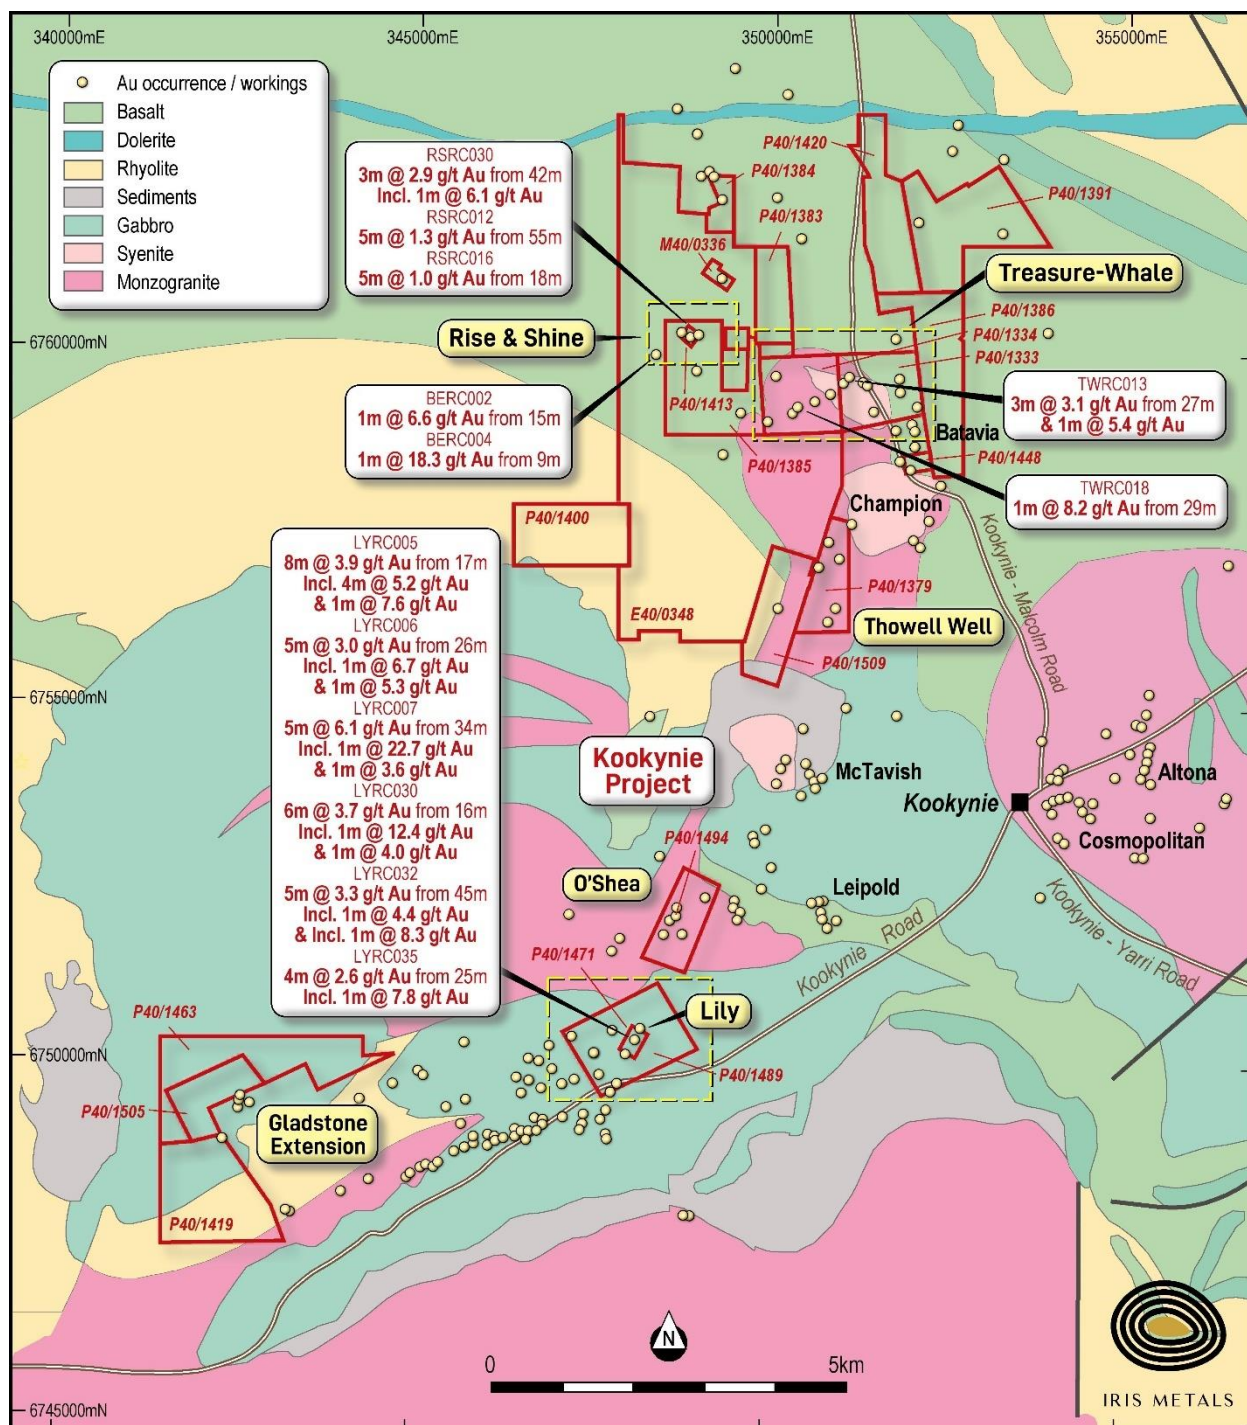 340000mE
345000mE
350000mE
355000mE
Au occurrence / workings
Basalt
Dolerite
Rhyolite
Sediments
Gabbro
Syenite
Monzogranite
RSRC030
3m @ 2.9 g/t Au from 42m
Incl. 1m @ 6.1 g/t Au
RSRC012
5m @ 1.3 g/t Au from 55m
RSRC016
5m @ 1.0 g/t Au from 18m
P40/1420
P40/1384
P40/1391
P40/1383
M40/0336
Treasure-Whale
P40/1386
Rise & Shine
P40/1334
6760000mN
P40/1333
P40/1413
TWRC013
3m @ 3.1 g/t Au from 27m
& 1m @ 5.4 g/t Au
BERC002
1m @ 6.6 g/t Au from 15m
BERC004
1m @ 18.3 g/t Au from 9m
Batavia
P40/1385
P40/1448
TWRC018
1m @ 8.2 g/t Au from 29m
Champion
P40/1400
Kookynie - Malcolm Road
LYRC005
8m @ 3.9 g/t Au from 17m
Incl. 4m @ 5.2 g/t Au
& 1m @ 7.6 g/t Au
LYRC006
5m @ 3.0 g/t Au from 26m
Incl. 1m @ 6.7 g/t Au
& 1m @ 5.3 g/t Au
LYRC007
5m @ 6.1 g/t Au from 34m
Incl. 1m @ 22.7 g/t Au
& 1m @ 3.6 g/t Au
LYRC030
6m @ 3.7 g/t Au from 16m
Incl. 1m @ 12.4 g/t Au
& 1m @ 4.0 g/t Au
LYRC032
5m @ 3.3 g/t Au from 45m
Incl. 1m @ 4.4 g/t Au
& Incl. 1m @ 8.3 g/t Au
LYRC035
4m @ 2.6 g/t Au from 25m
Incl. 1m @ 7.8 g/t Au
P40/1379
E40/0348
Thowell Well
P40/1509
6755000mN
Kookynie
Project
McTavish
Altona
Kookynie
Cosmopolitan
P40/1494
O'Shea
Leipold
Kookynie Road
Kookynie - Yarri Road
P40/1471
Lily
P40/1463
6750000mN
P40/1489
P40/1505
Gladstone
Extension
P40/1419
N
0
5km
IRIS METALS
6745000mN